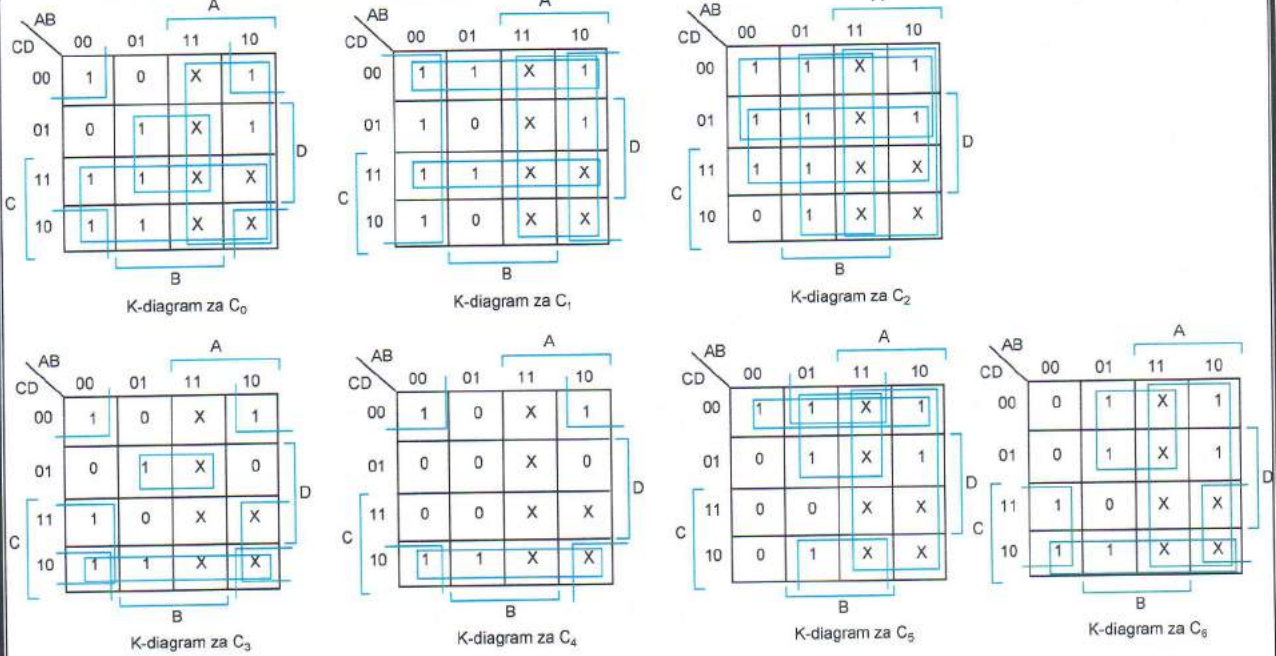 A A
AB AB AB
CD 00 01 11 10 CD 00 01 11 10 CD 00 01 11 10
00 1 0 X 1 00 1 1 X 1 00 1 1 X 1
01 0 1 X 1 D 01 1 0 X 1 D 01 1 1 X 1 D
C 11 1 1 X X C 11 1 1 X X C 11 1 1 X X
10 1 1 X X 10 1 0 X X 10 0 1 X X
B B B
K-diagram za C0 K-diagram za C1 K-diagram za C2
A A A A
AB AB AB AB
CD 00 01 11 10 CD 00 01 11 10 CD 00 01 11 10 CD 00 01 11 10
00 1 0 X 1 00 1 0 X 1 00 1 1 X 1 00 0 1 X 1
01 0 1 X 0 D 01 0 0 X 0 D 01 0 1 X 1 D 01 0 1 X 1 D
C 11 1 0 X X C 11 0 0 X X C 11 0 0 X X C 11 1 0 X X
10 1 1 X X 10 1 1 X X 10 0 1 X X 10 1 1 X X
B B B B
K-diagram za C3 K-diagram za C4 K-diagram za C5 K-diagram za C6